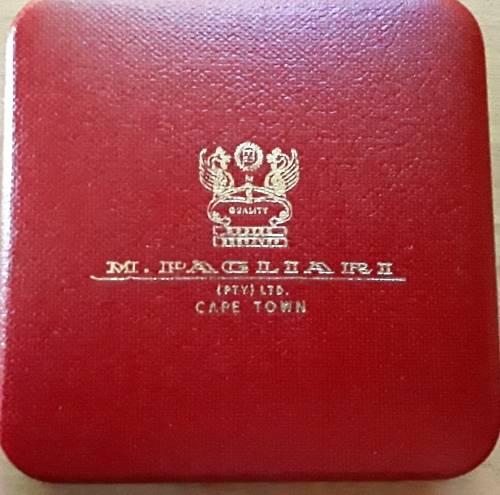 QUALITY
M. PAGLIARI
(PTY) LTD.
CAPE TOWN